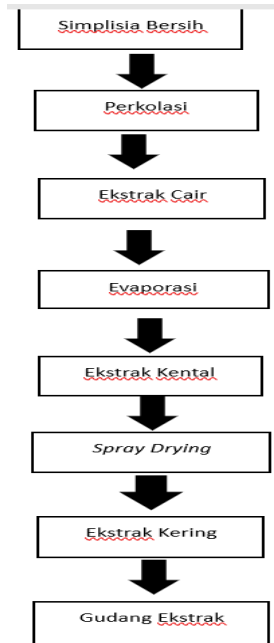 Simplisia Bersih
Perkolasi
Ekstrak Cair
Evaporasi
Ekstrak Kental
Spray Drying
Ekstrak Kering
Gudang Ekstrak